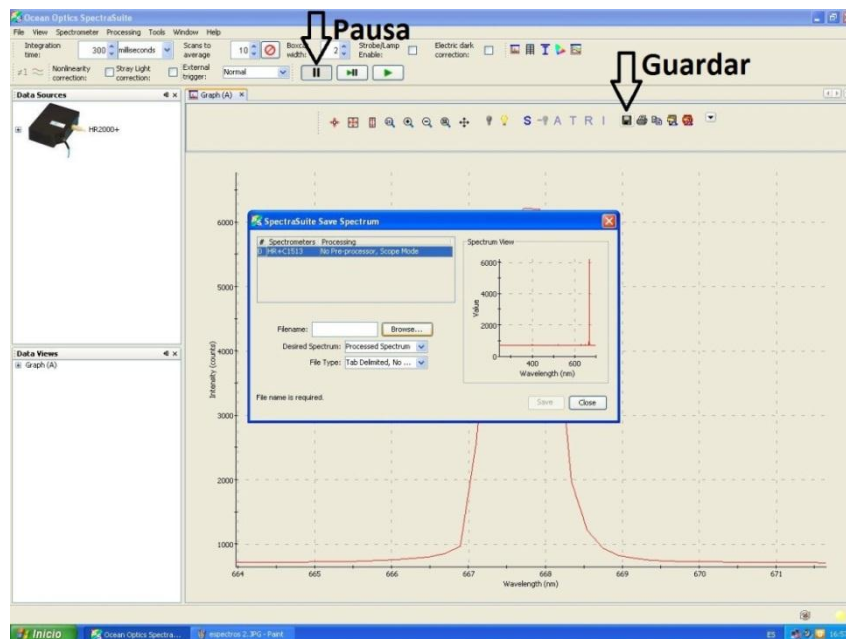 Ocean Optics SpectraSuite
File View Spectrometer Processing Tools Window Help
Pausa
Integration time: 300 milliseconds
Scans to average 10
Boxcar width: 2
Strobe/Lamp Enable:
Electric dark correction:
Nonlinearity correction:
Stray Light correction:
External trigger: Normal
Guardar
Data Sources
Graph (A)
HR2000+
S A T R I
SpectraSuite Save Spectrum
# Spectrometers Processing
0 HR+C1513 No Pre-processor, Scope Mode
Spectrum View
6000
4000
2000
0
Value
400 600
Wavelength (nm)
Filename: Browse...
Desired Spectrum: Processed Spectrum
File Type: Tab Delimited, No ...
File name is required.
Save Close
Data Views
Graph (A)
6000
5000
4000
3000
2000
1000
Intensity (counts)
664 665 666 667 668 669 670 671
Wavelength (nm)
Inicio
Ocean Optics Spectra...
espectros 2.JPG - Paint
ES